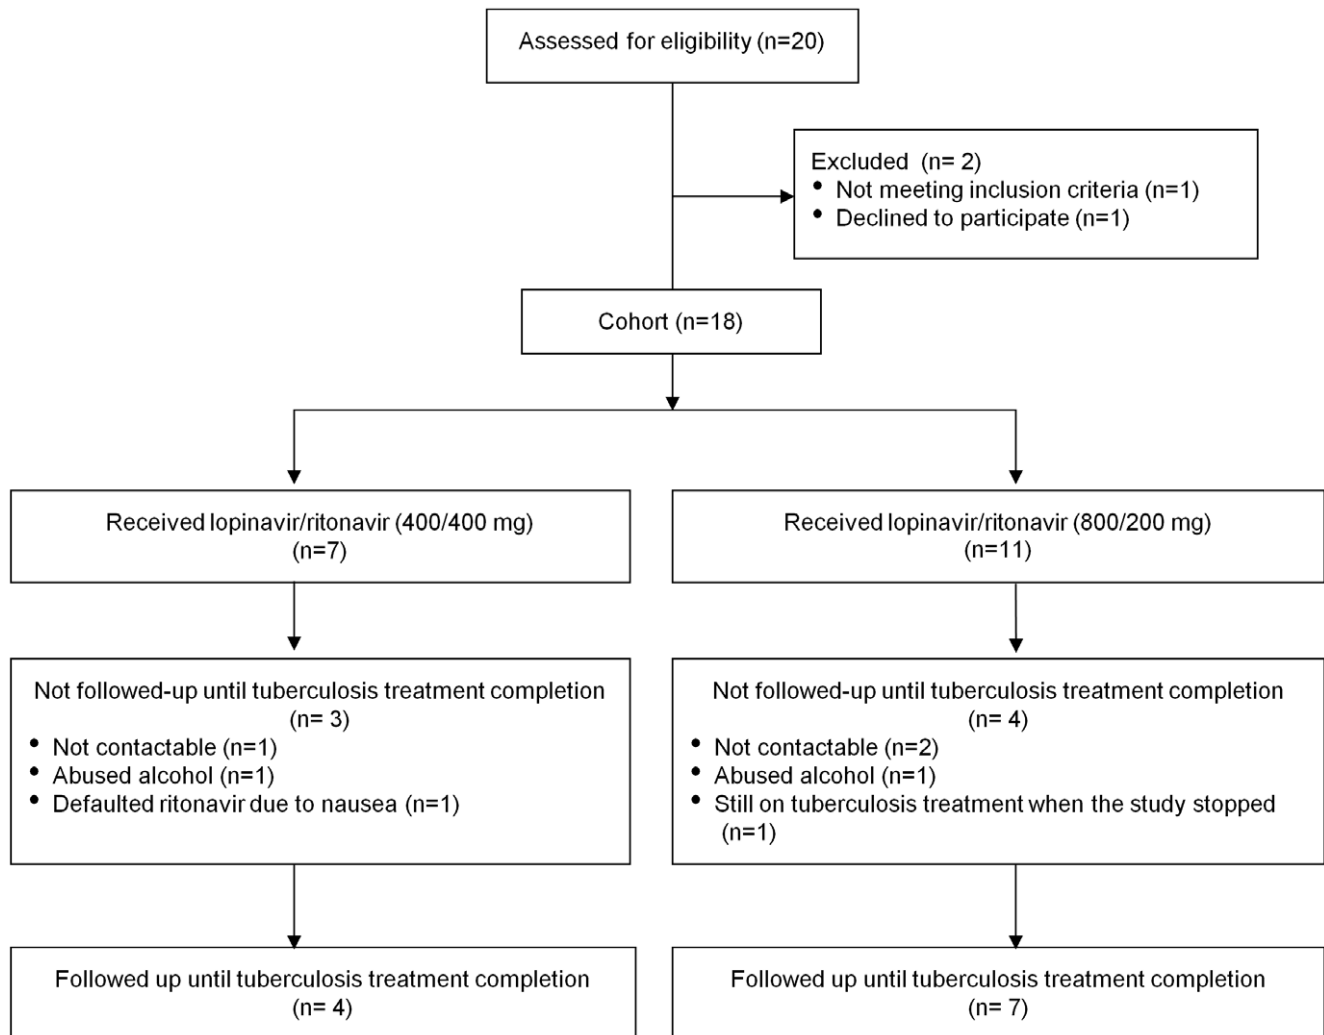 Assessed for eligibility (n=20)
Excluded (n= 2)
• Not meeting inclusion criteria (n=1)
• Declined to participate (n=1)
Cohort (n=18)
Received lopinavir/ritonavir (400/400 mg)
(n=7)
Received lopinavir/ritonavir (800/200 mg)
(n=11)
Not followed-up until tuberculosis treatment completion
(n= 3)
• Not contactable (n=1)
• Abused alcohol (n=1)
• Defaulted ritonavir due to nausea (n=1)
Not followed-up until tuberculosis treatment completion
(n= 4)
• Not contactable (n=2)
• Abused alcohol (n=1)
• Still on tuberculosis treatment when the study stopped
(n=1)
Followed up until tuberculosis treatment completion
(n= 4)
Followed up until tuberculosis treatment completion
(n= 7)